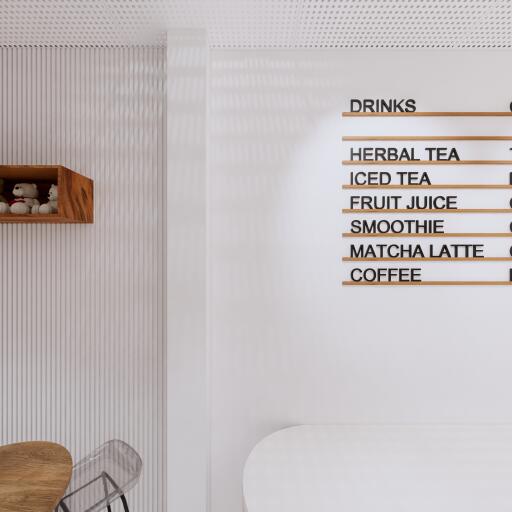 DRINKS
HERBAL TEA
ICED TEA
FRUIT JUICE
SMOOTHIE
MATCHA LATTE
COFFEE